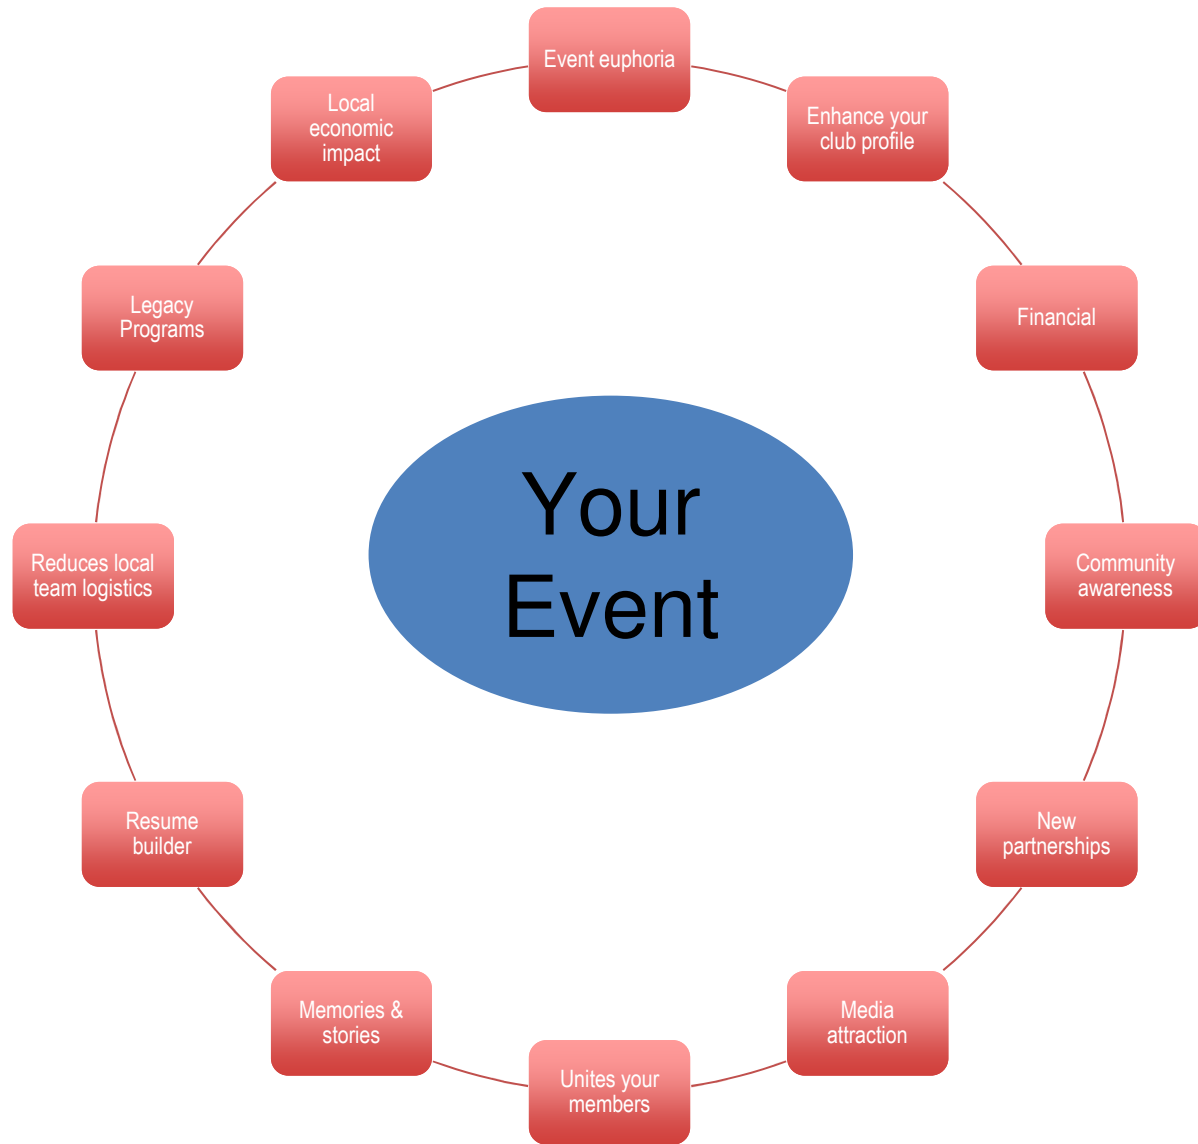 Event euphoria
Enhance your
club profile
Financial
Community
awareness
New
partnerships
Media
attraction
Unites your
members
Memories &
stories
Resume
builder
Reduces local
team logistics
Legacy
Programs
Local
economic
impact
Your
Event